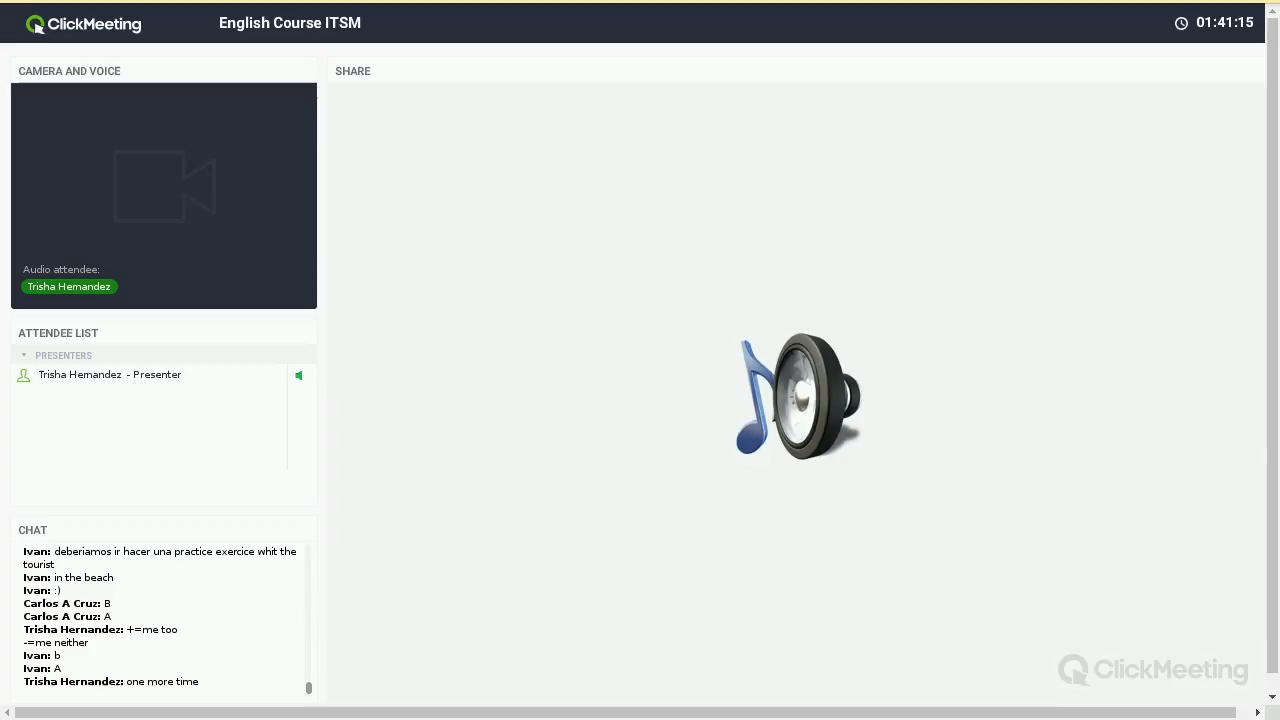 ClickMeeting
English Course ITSM
01:41:15
CAMERA AND VOICE
SHARE
Audio attendee:
Trisha Hernandez
ATTENDEE LIST
PRESENTERS
Trisha Hernandez - Presenter
CHAT
Ivan: deberiamos ir hacer una practice exercice whit the
tourist
Ivan: in the beach
Ivan: :)
Carlos A Cruz: B
Carlos A Cruz: A
Trisha Hernandez: +=me too
-=me neither
Ivan: b
Ivan: A
Trisha Hernandez: one more time
ClickMeeting